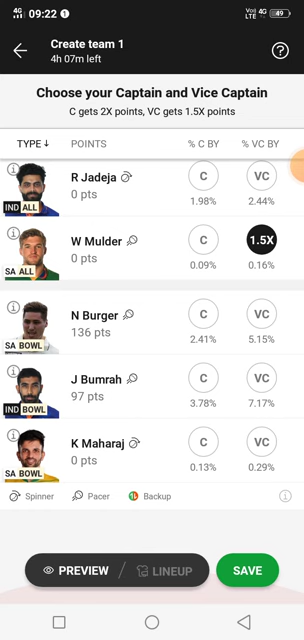 4G 09:22 1 Vo) LTE 4G 49
Create team 1
4h 07m left
Choose your Captain and Vice Captain
C gets 2X points, VC gets 1.5X points
TYPE ↓ POINTS % C BY % VC BY
R Jadeja
0 pts
C VC
IND ALL 1.98% 2.44%
W Mulder
0 pts
C 1.5X
SA ALL 0.09% 0.16%
N Burger
136 pts
C VC
SA BOWL 2.41% 5.15%
J Bumrah
97 pts
C VC
IND BOWL 3.78% 7.17%
K Maharaj
0 pts
C VC
SA BOWL 0.13% 0.29%
Spinner Pacer Backup
PREVIEW / LINEUP SAVE